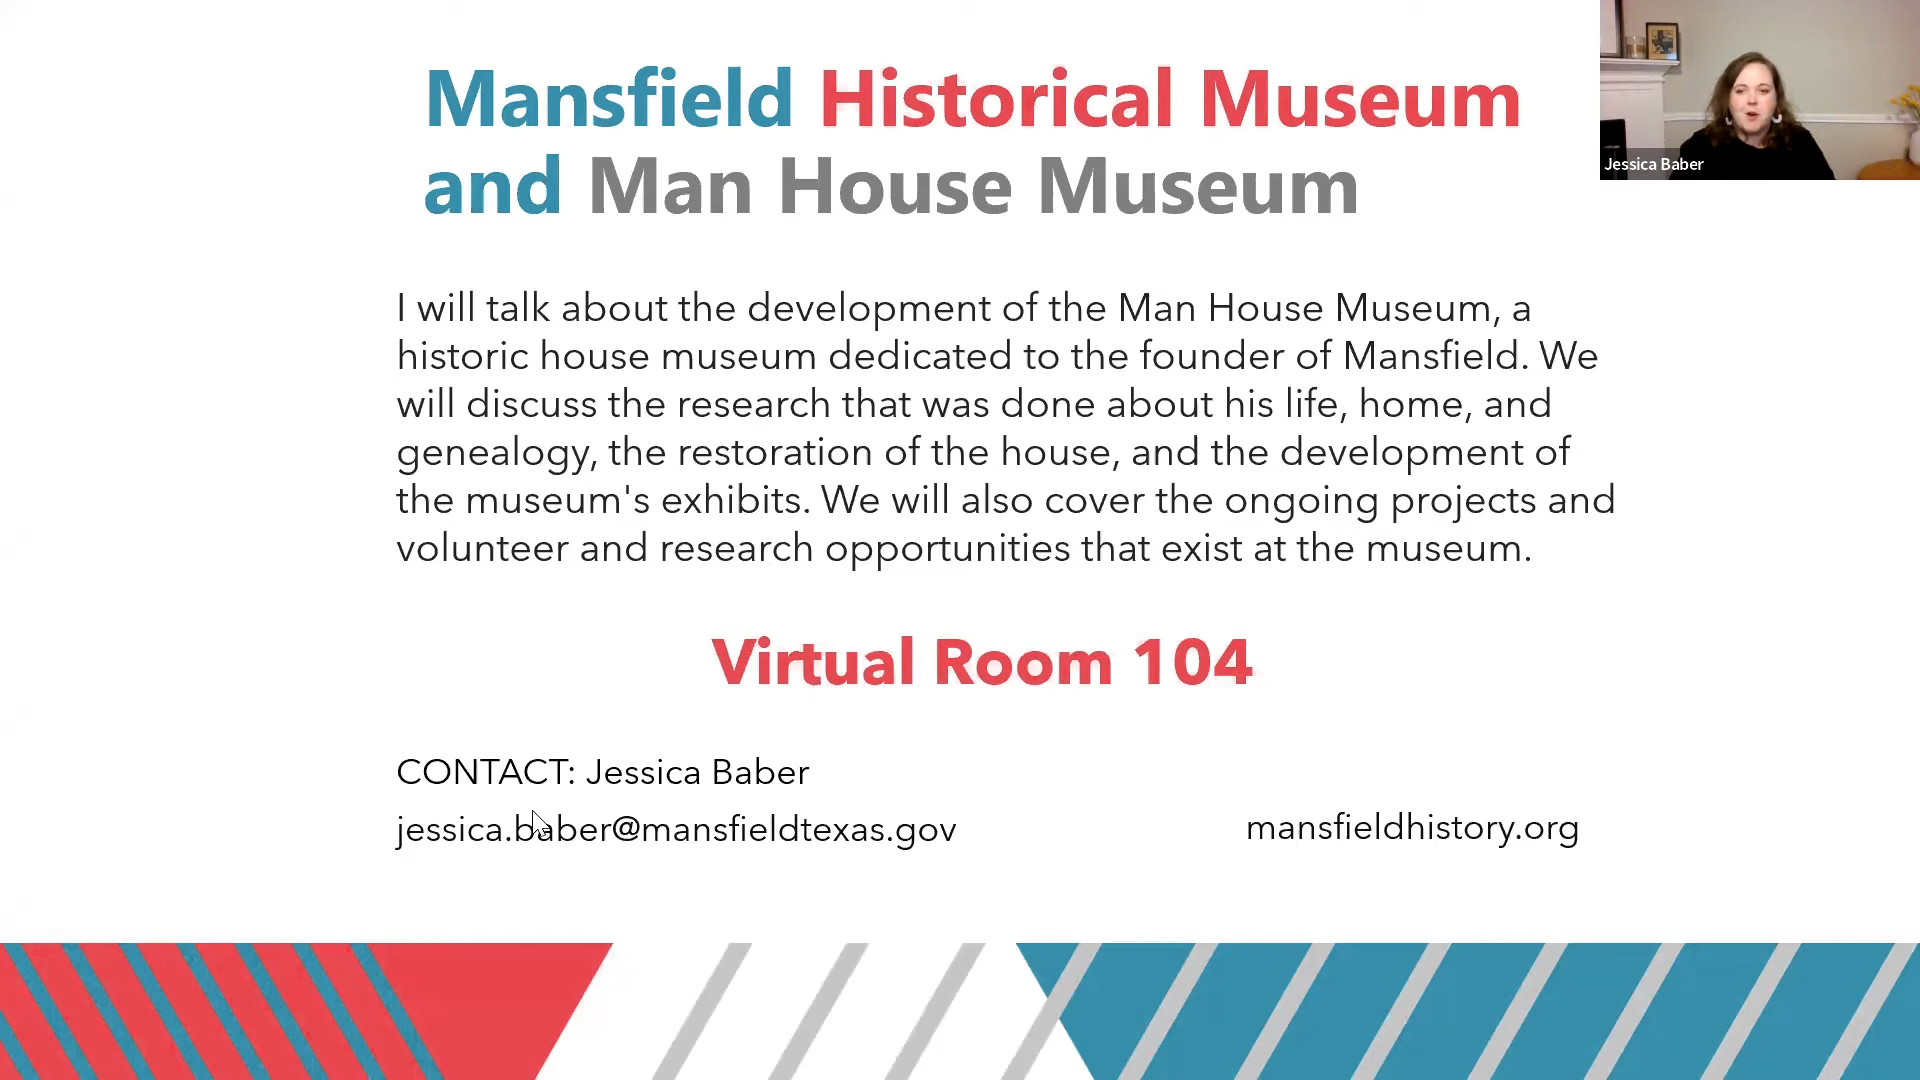 Mansfield Historical Museum
and Man House Museum
Jessica Baber
I will talk about the development of the Man House Museum, a
historic house museum dedicated to the founder of Mansfield. We
will discuss the research that was done about his life, home, and
genealogy, the restoration of the house, and the development of
the museum's exhibits. We will also cover the ongoing projects and
volunteer and research opportunities that exist at the museum.
Virtual Room 104
CONTACT: Jessica Baber
jessica.baber@mansfieldtexas.gov
mansfieldhistory.org